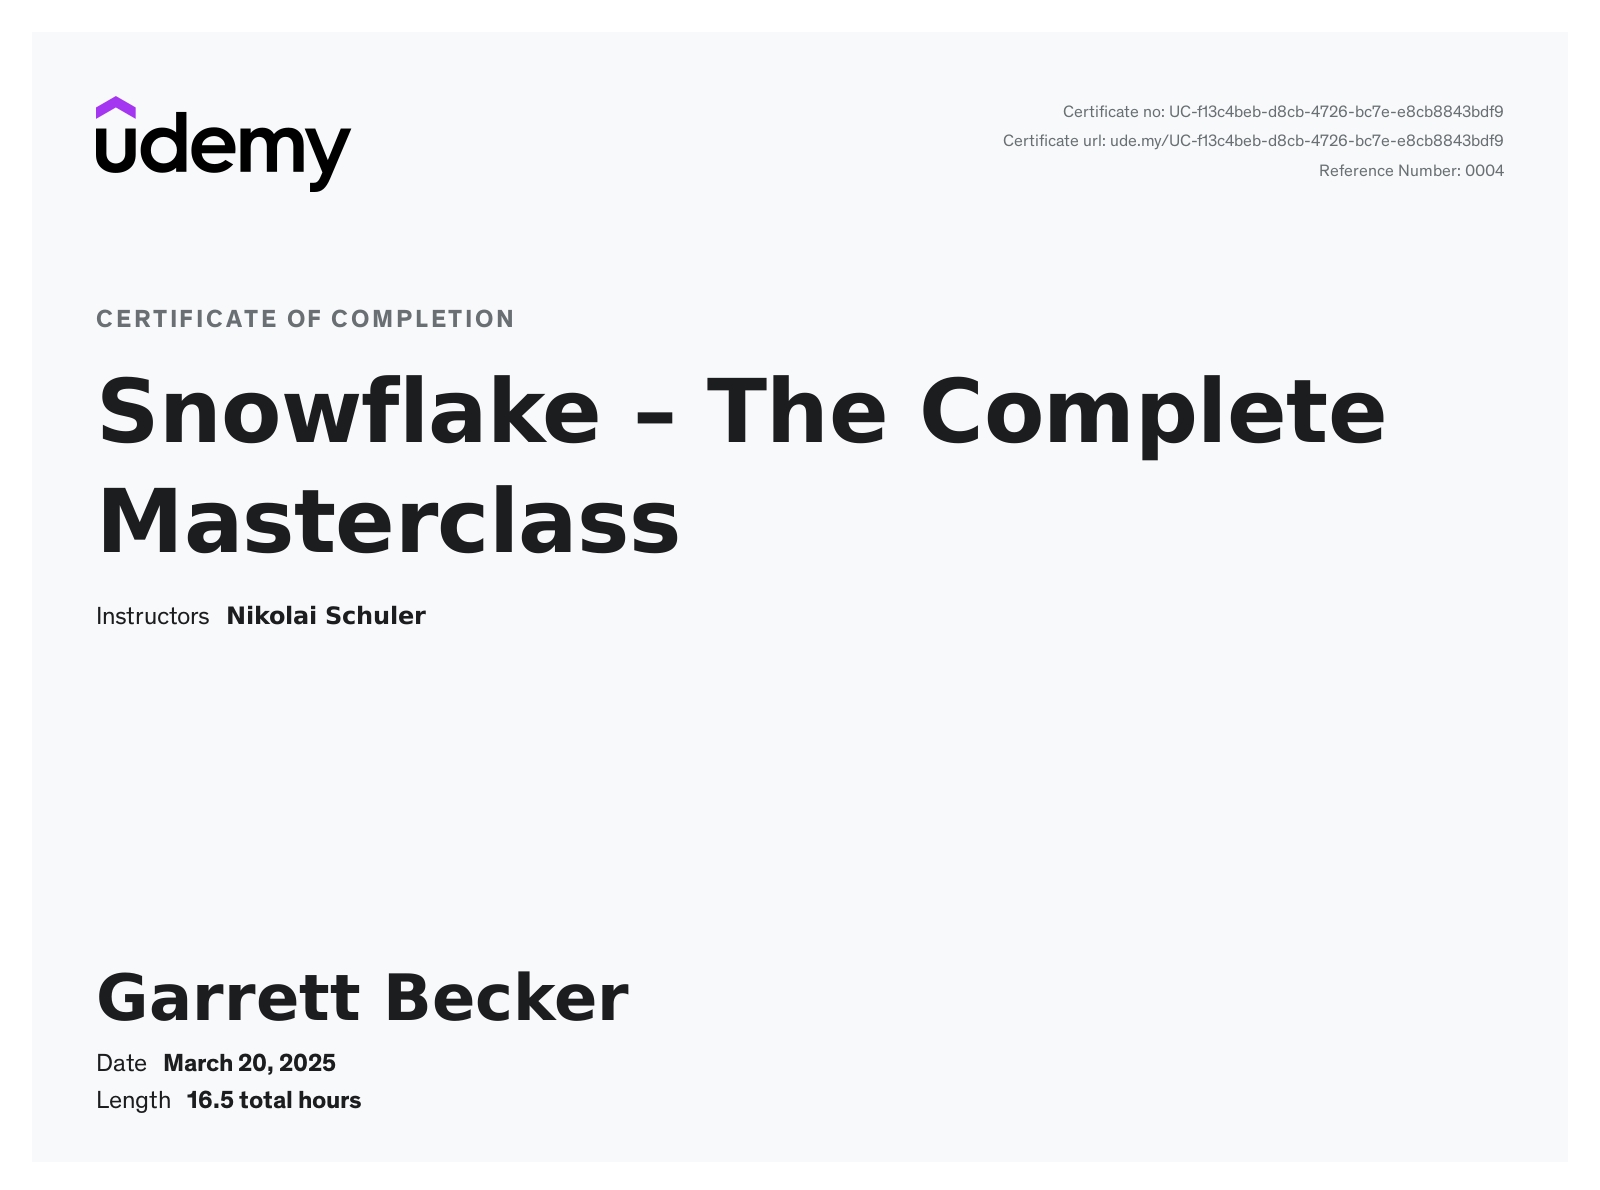 udemy
Certificate no: UC-f13c4beb-d8cb-4726-bc7e-e8cb8843bdf9
Certificate url: ude.my/UC-f13c4beb-d8cb-4726-bc7e-e8cb8843bdf9
Reference Number: 0004
CERTIFICATE OF COMPLETION
Snowflake – The Complete
Masterclass
Instructors Nikolai Schuler
Garrett Becker
Date March 20, 2025
Length 16.5 total hours